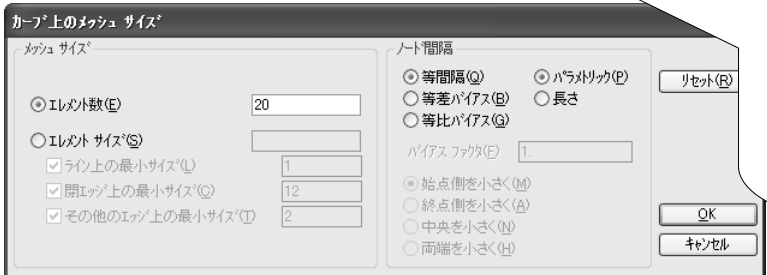 カーブ上のメッシュ サイズ
メッシュ サイズ
エレメント数(E) 20
エレメント サイズ(S)
ライン上の最小サイズ(L) 1
閉エッジ上の最小サイズ(C) 12
その他のエッジ上の最小サイズ(T) 2
ノード間隔
等間隔(Q) パラメトリック(P)
等差バイアス(B) 長さ
等比バイアス(G)
バイアス ファクタ(F) 1.
始点側を小さく(M)
終点側を小さく(A)
中央を小さく(N)
両端を小さく(H)
リセット(R)
OK
キャンセル